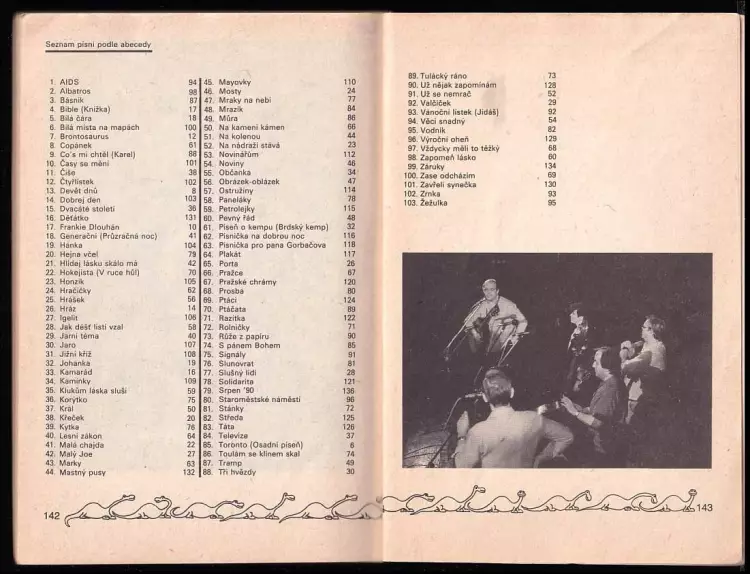 Seznam písní podle abecedy
1. AIDS 94
2. Albatros 98
3. Básník 87
4. Bible (Knížka) 17
5. Bílá čára 18
6. Bílá místa na mapách 100
7. Brontosaurus 12
8. Copánek 61
9. Co's mi chtěl (Karel) 88
10. Časy se mění 101
11. Číše 38
12. Čtyřlístek 102
13. Devět dnů 8
14. Dobrej den 103
15. Dvacáté století 36
16. Děťátko 131
17. Frankie Dlouhán 10
18. Generační (Průzračná noc) 41
19. Hanka 104
20. Hejna včel 79
21. Hlídej lásku skálo má 42
22. Hokejista (V ruce hůl) 70
23. Honzík 105
24. Hračičky 62
25. Hrášek 56
26. Hráz 14
27. Igelit 106
28. Jak déšť listí vzal 58
29. Jarní téma 40
30. Jaro 107
31. Jižní kříž 108
32. Johanka 19
33. Kamarád 16
34. Kamínky 109
35. Klukům láska sluší 59
36. Korýtko 75
37. Král 50
38. Křeček 20
39. Kytka 76
40. Lesní zákon 64
41. Malá chajda 22
42. Malý Joe 27
43. Marky 63
44. Mastný pusy 132
45. Mayovky 110
46. Mosty 24
47. Mraky na nebi 77
48. Mrazík 84
49. Můra 86
50. Na kameni kámen 66
51. Na kolenou 44
52. Na nádraží stává 23
53. Novinářům 112
54. Noviny 46
55. Občanka 34
56. Obrázek-oblázek 47
57. Ostružiny 114
58. Paneláky 78
59. Petrolejky 115
60. Pevný řád 48
61. Píseň o kempu (Brdský kemp) 32
62. Písnička na dobrou noc 116
63. Písnička pro pana Gorbačova 118
64. Plakát 117
65. Porta 26
66. Pražce 67
67. Pražské chrámy 120
68. Prosba 80
69. Ptáci 124
70. Ptáčata 89
71. Razítka 122
72. Rolničky 71
73. Růže z papíru 90
74. S pánem Bohem 85
75. Signály 91
76. Slunovrat 81
77. Slušný lidi 28
78. Solidarita 121
79. Srpen '90 136
80. Staroměstské náměstí 96
81. Stánky 72
82. Středa 125
83. Táta 126
84. Televize 37
85. Toronto (Osadní píseň) 6
86. Toulám se klínem skal 74
87. Tramp 49
88. Tři hvězdy 30
142
89. Tulácký ráno 73
90. Už nějak zapomínám 128
91. Už se nemrač 52
92. Valčíček 29
93. Vánoční lístek (Jidáš) 92
94. Věci snadný 54
95. Vodník 82
96. Výroční oheň 129
97. Vždycky měli to těžký 68
98. Zapomeň lásko 60
99. Záruky 134
100. Zase odcházím 69
101. Zavřeli synečka 130
102. Zrnka 93
103. Žežulka 95
143